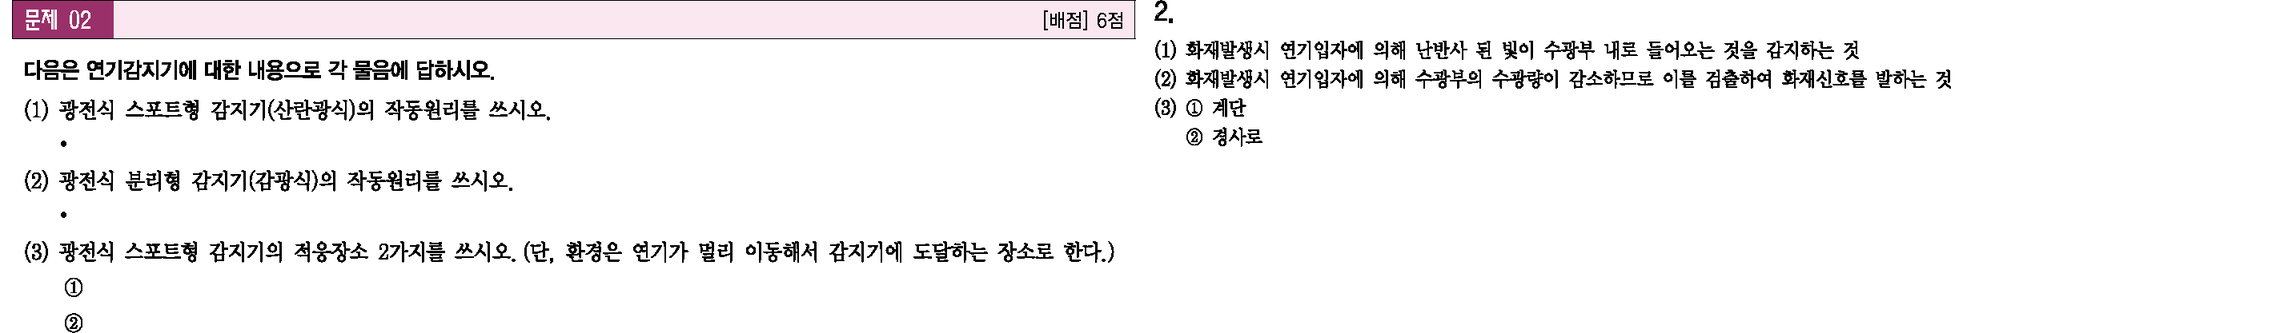 문제 02
[배점] 6점
다음은 연기감지기에 대한 내용으로 각 물음에 답하시오.
(1) 광전식 스포트형 감지기(산란광식)의 작동원리를 쓰시오.
•
(2) 광전식 분리형 감지기(감광식)의 작동원리를 쓰시오.
•
(3) 광전식 스포트형 감지기의 적응장소 2가지를 쓰시오. (단, 환경은 연기가 멀리 이동해서 감지기에 도달하는 장소로 한다.)
①
②
2.
(1) 화재발생시 연기입자에 의해 난반사 된 빛이 수광부 내로 들어오는 것을 감지하는 것
(2) 화재발생시 연기입자에 의해 수광부의 수광량이 감소하므로 이를 검출하여 화재신호를 발하는 것
(3) ① 계단
② 경사로